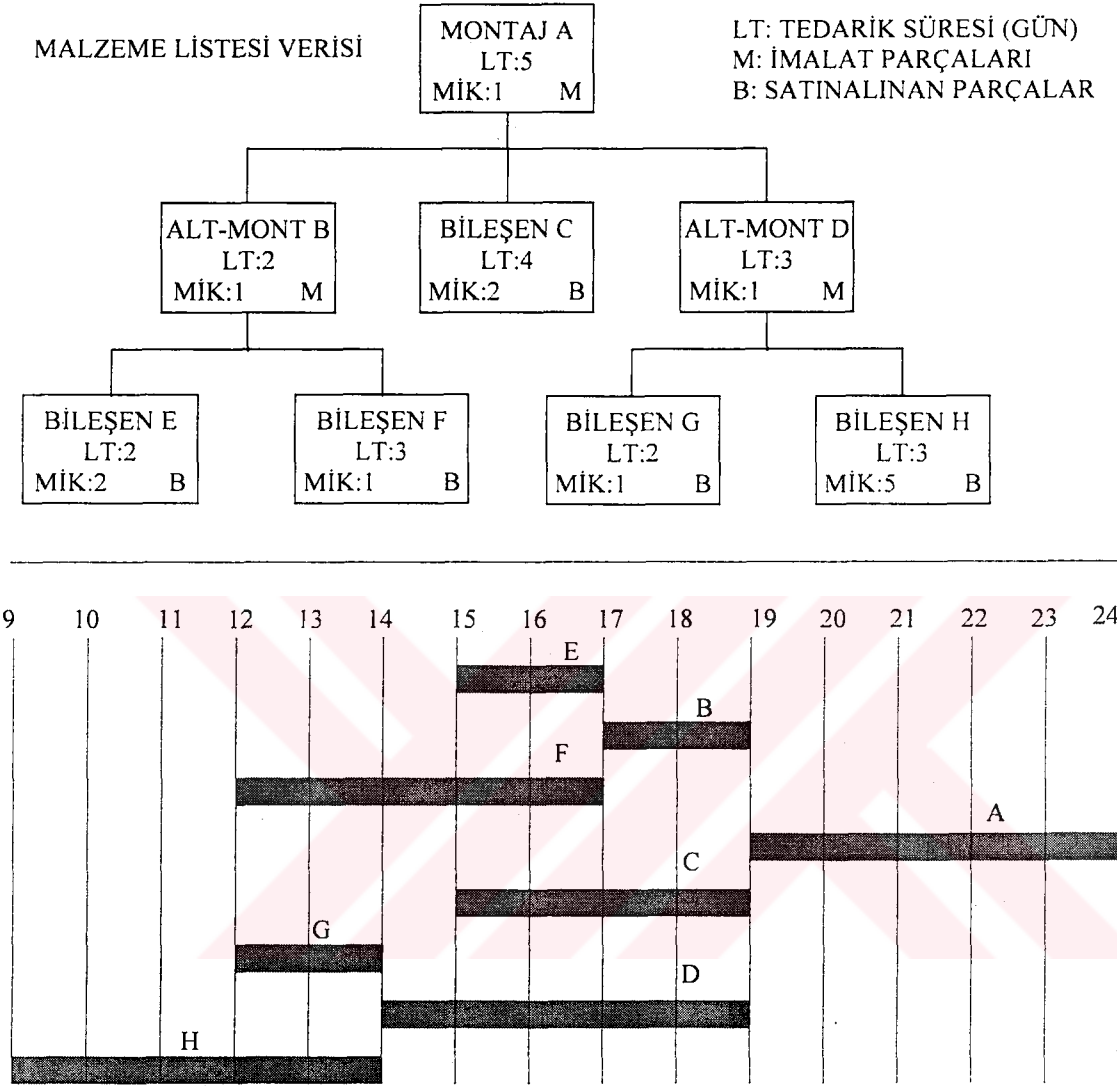 MALZEME LİSTESİ VERİSİ
MONTAJ A
LT:5
MİK:1 M
LT: TEDARİK SÜRESİ (GÜN)
M: İMALAT PARÇALARI
B: SATINALINAN PARÇALAR
ALT-MONT B
LT:2
MİK:1 M
BİLEŞEN C
LT:4
MİK:2 B
ALT-MONT D
LT:3
MİK:1 M
BİLEŞEN E
LT:2
MİK:2 B
BİLEŞEN F
LT:3
MİK:1 B
BİLEŞEN G
LT:2
MİK:1 B
BİLEŞEN H
LT:3
MİK:5 B
9 10 11 12 13 14 15 16 17 18 19 20 21 22 23 24
E
B
F
A
C
G
D
H